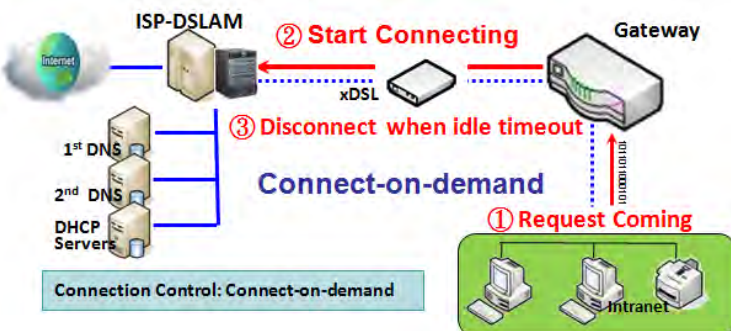 ISP-DSLAM
② Start Connecting
Gateway
Internet
xDSL
③ Disconnect when idle timeout
1st DNS
2nd DNS
DHCP
Servers
Connect-on-demand
101101000101
① Request Coming
Intranet
Connection Control: Connect-on-demand